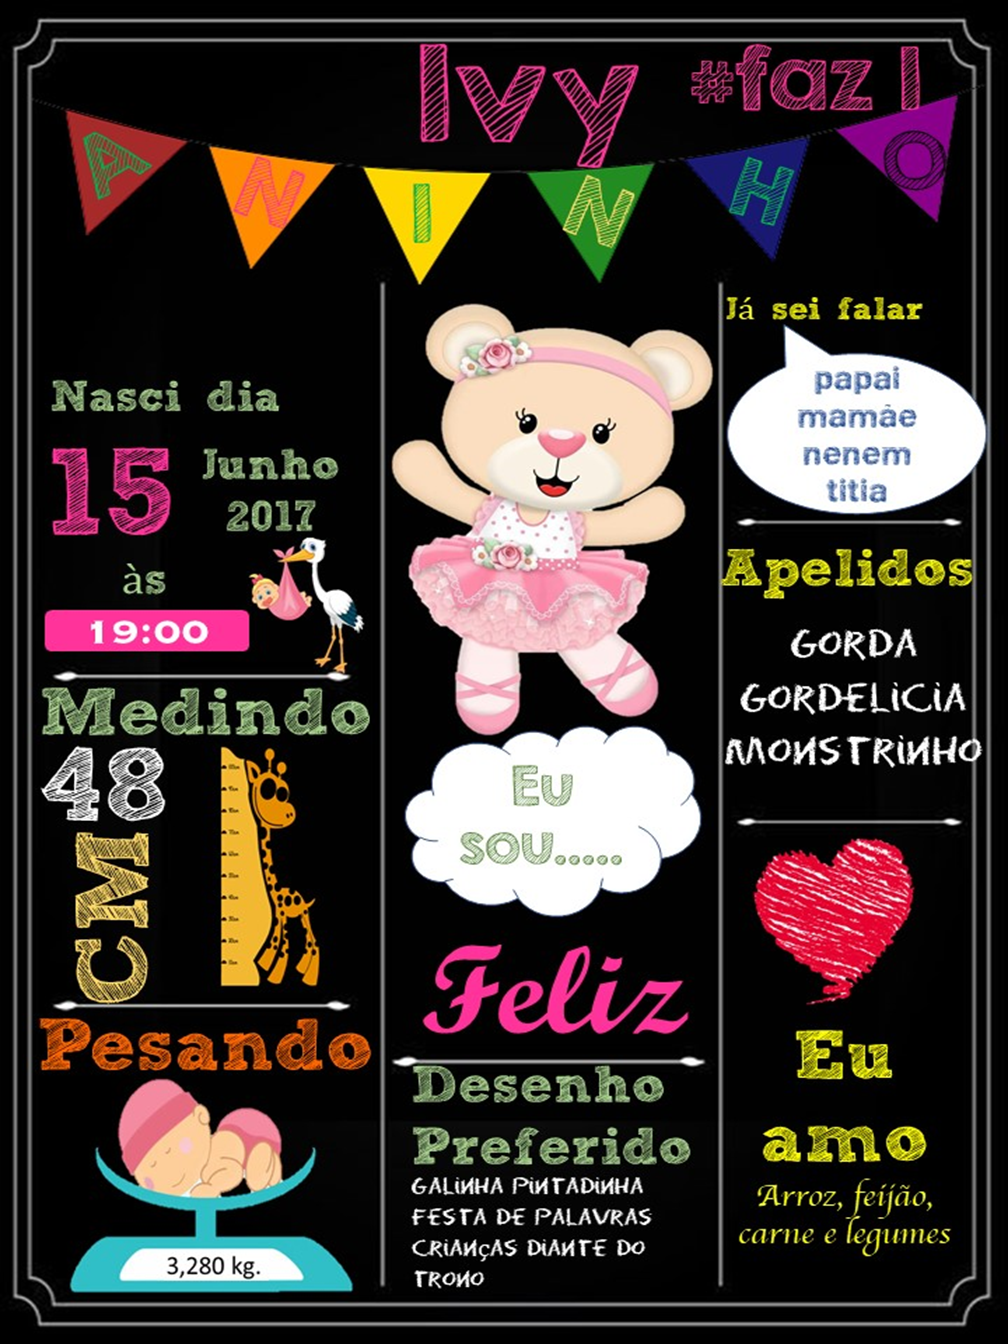 Ivy #faz 1
ANINHO
Nasci dia
15 Junho
2017
às
19:00
Medindo
48
CM
Pesando
3,280 kg.
Eu
sou.....
Feliz
Desenho
Preferido
GALINHA PINTADINHA
FESTA DE PALAVRAS
CRIANÇAS DIANTE DO
TRONO
Já sei falar
papai
mamãe
nenem
titia
Apelidos
GORDA
GORDELICIA
MONSTRINHO
Eu
amo
Arroz, feijão,
carne e legumes